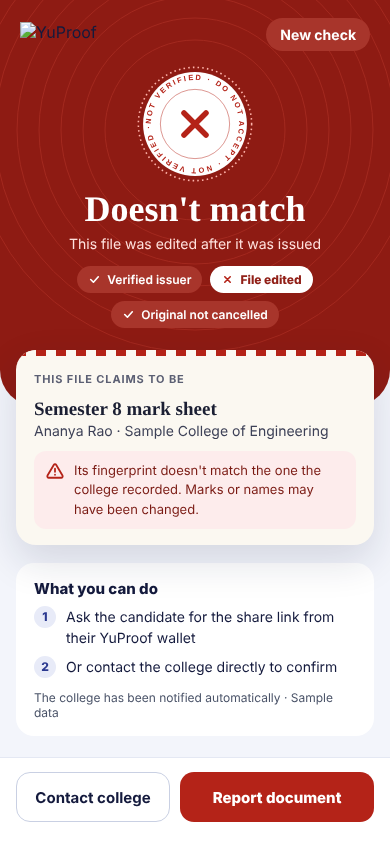 YuProof
New check
NOT VERIFIED · DO NOT ACCEPT · NOT VERIFIED ·
Doesn't match
This file was edited after it was issued
Verified issuer
File edited
Original not cancelled
THIS FILE CLAIMS TO BE
Semester 8 mark sheet
Ananya Rao · Sample College of Engineering
Its fingerprint doesn't match the one the
college recorded. Marks or names may
have been changed.
What you can do
1 Ask the candidate for the share link from
their YuProof wallet
2 Or contact the college directly to confirm
The college has been notified automatically · Sample
data
Contact college
Report document